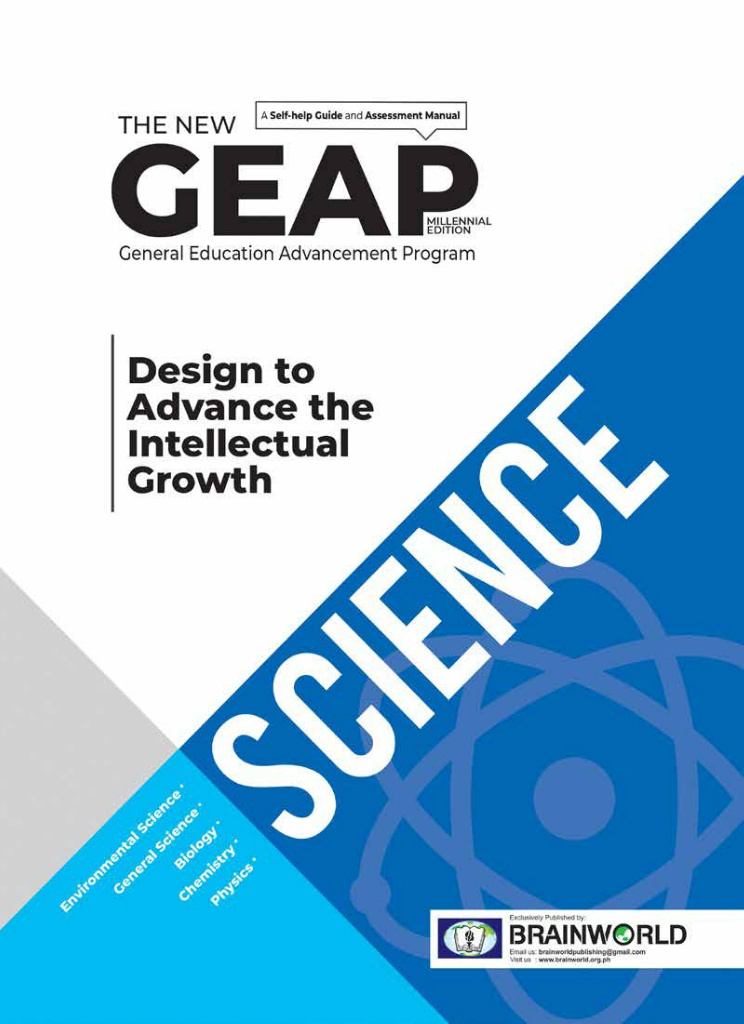 A Self-help Guide and Assessment Manual
THE NEW
GEAP
MILLENNIAL
EDITION
General Education Advancement Program
Design to
Advance the
Intellectual
Growth
SCIENCE
Environmental Science •
General Science •
Biology •
Chemistry •
Physics •
Exclusively Published by:
BRAINWORLD
Email us: brainworldpublishing@gmail.com
Visit us : www.brainworld.org.ph